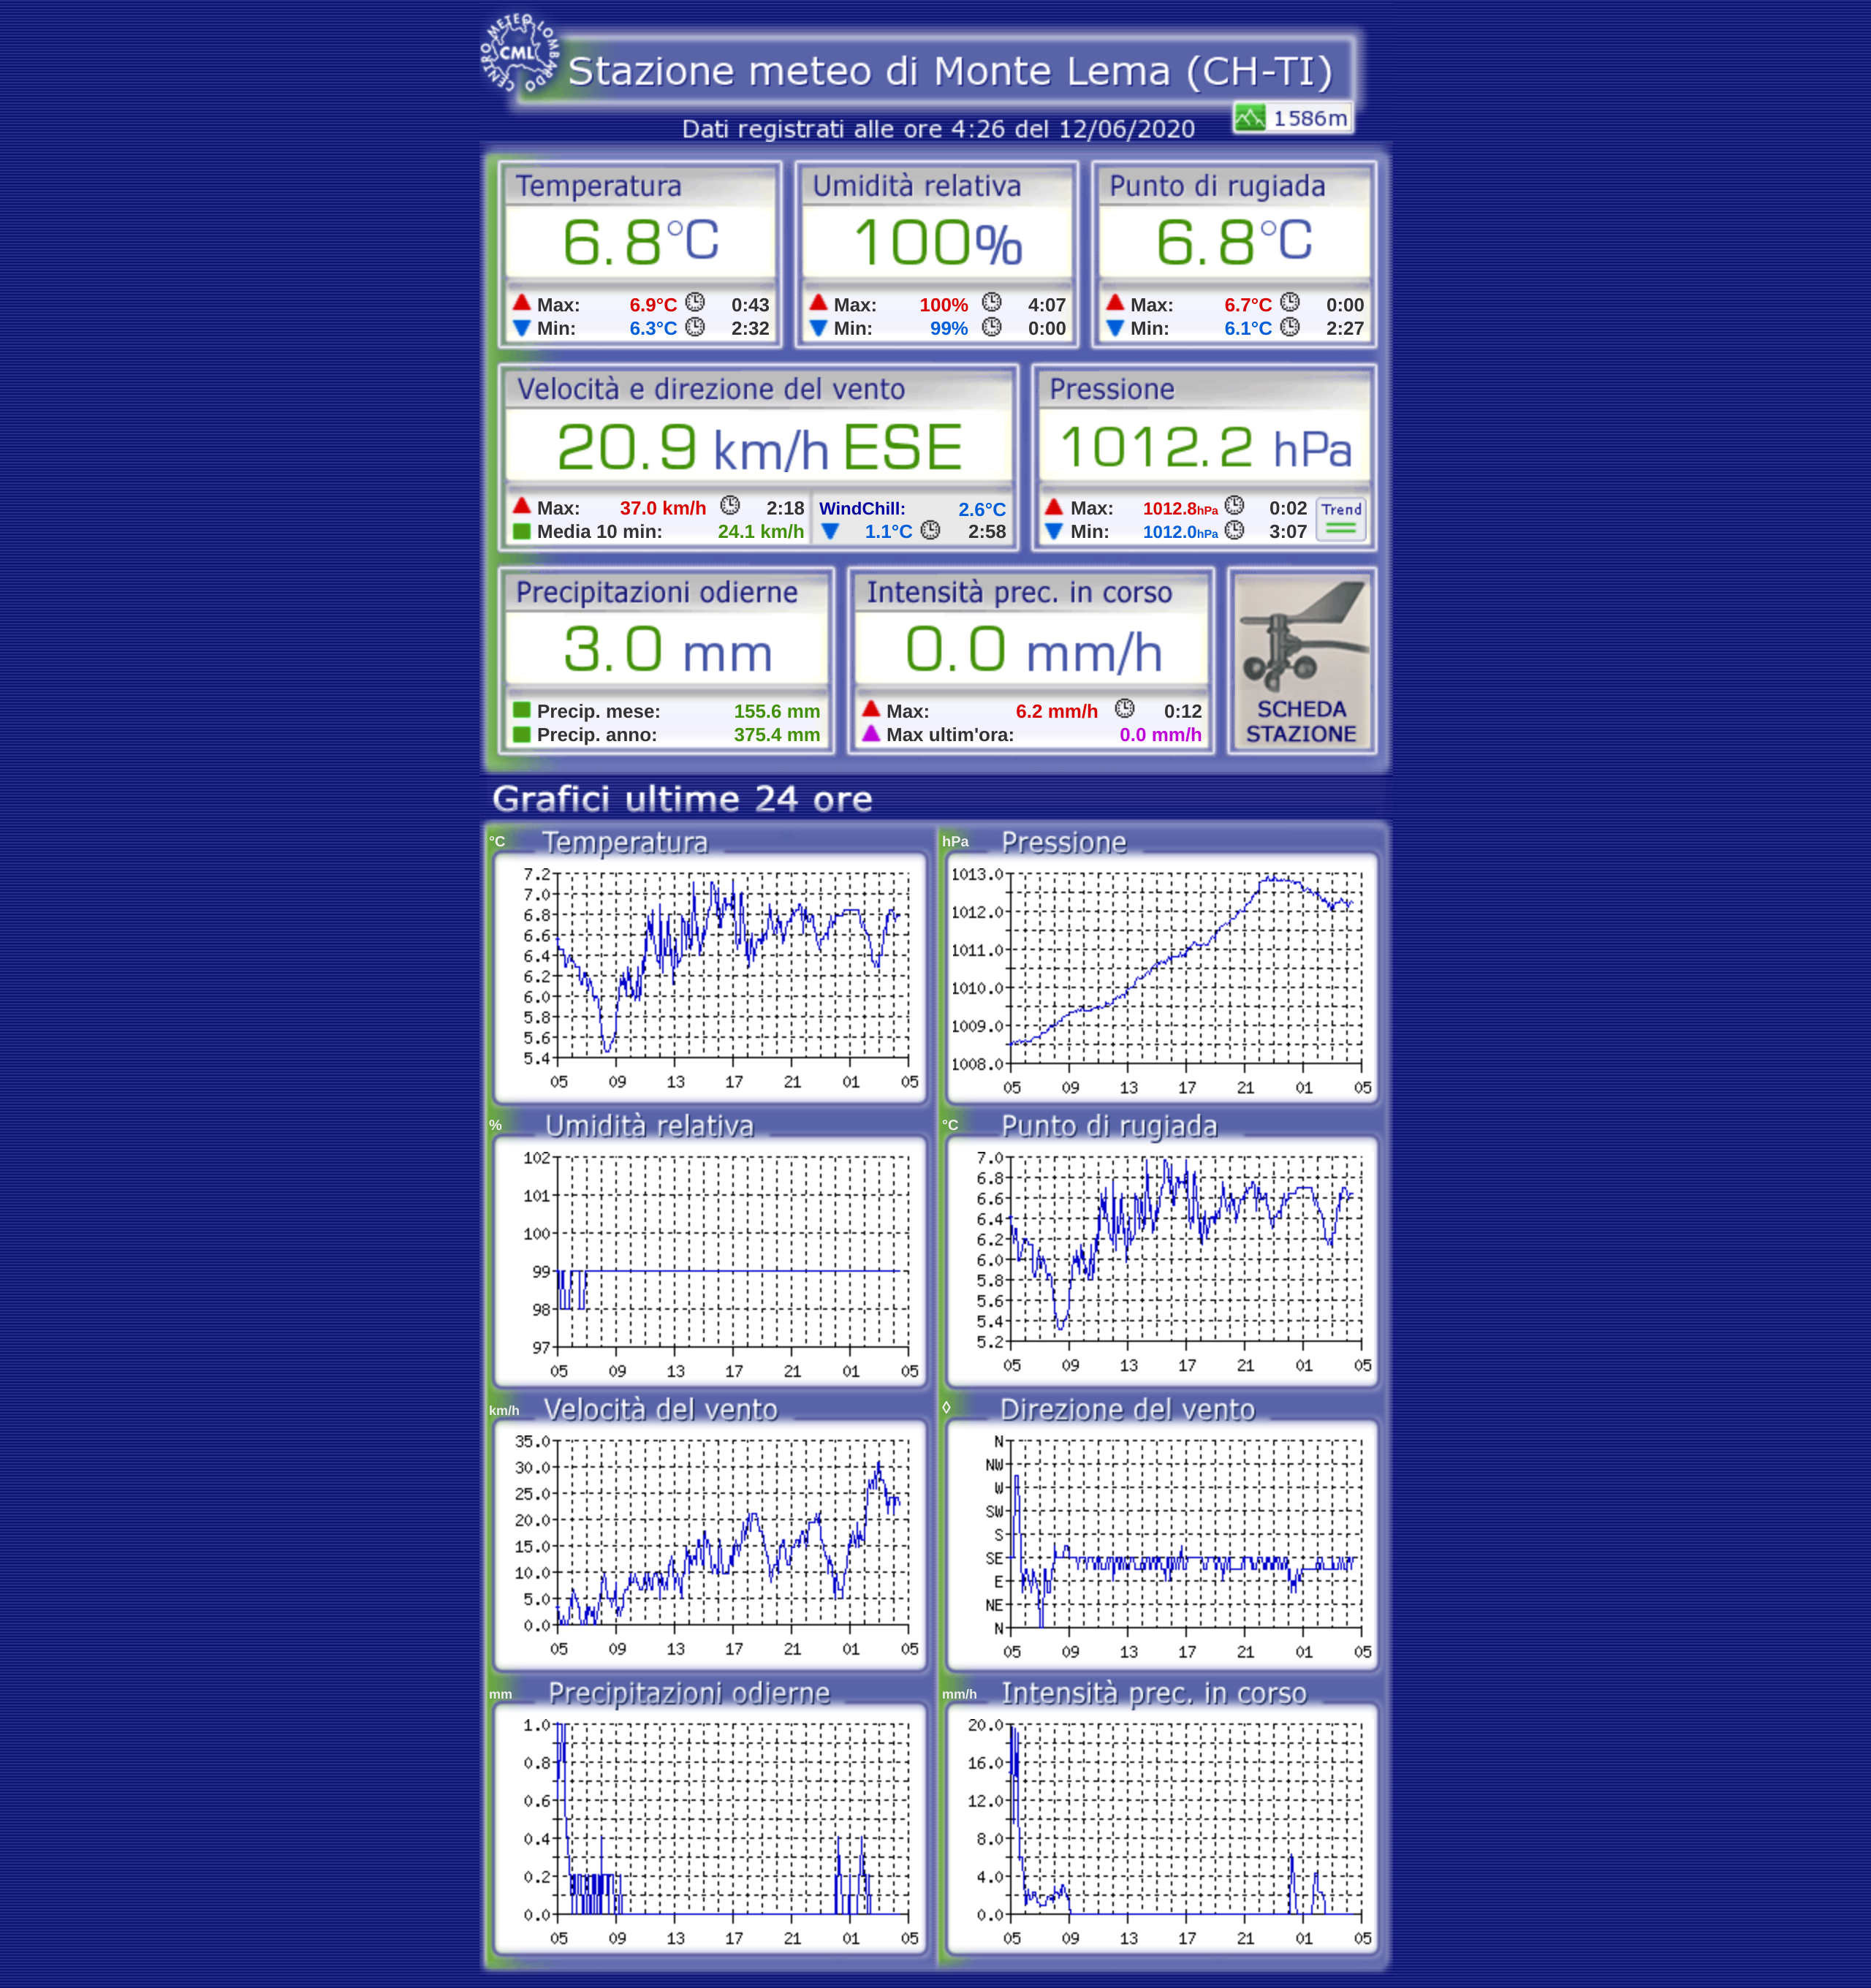 CENTRO METEO LOMBARDO
CML
Stazione meteo di Monte Lema (CH-TI)
1586m
Dati registrati alle ore 4:26 del 12/06/2020
Temperatura
6.8°C
Max: 6.9°C 0:43
Min: 6.3°C 2:32
Umidità relativa
100%
Max: 100% 4:07
Min: 99% 0:00
Punto di rugiada
6.8°C
Max: 6.7°C 0:00
Min: 6.1°C 2:27
Velocità e direzione del vento
20.9 km/h ESE
Max: 37.0 km/h 2:18
Media 10 min: 24.1 km/h
WindChill: 2.6°C
1.1°C 2:58
Pressione
1012.2 hPa
Max: 1012.8hPa 0:02
Min: 1012.0hPa 3:07
Trend
Precipitazioni odierne
3.0 mm
Precip. mese: 155.6 mm
Precip. anno: 375.4 mm
Intensità prec. in corso
0.0 mm/h
Max: 6.2 mm/h 0:12
Max ultim'ora: 0.0 mm/h
SCHEDA
STAZIONE
Grafici ultime 24 ore
°C Temperatura
7.2
7.0
6.8
6.6
6.4
6.2
6.0
5.8
5.6
5.4
05 09 13 17 21 01 05
hPa Pressione
1013.0
1012.0
1011.0
1010.0
1009.0
1008.0
05 09 13 17 21 01 05
% Umidità relativa
102
101
100
99
98
97
05 09 13 17 21 01 05
°C Punto di rugiada
7.0
6.8
6.6
6.4
6.2
6.0
5.8
5.6
5.4
5.2
05 09 13 17 21 01 05
km/h Velocità del vento
35.0
30.0
25.0
20.0
15.0
10.0
5.0
0.0
05 09 13 17 21 01 05
◊ Direzione del vento
N
NW
W
SW
S
SE
E
NE
N
05 09 13 17 21 01 05
mm Precipitazioni odierne
1.0
0.8
0.6
0.4
0.2
0.0
05 09 13 17 21 01 05
mm/h Intensità prec. in corso
20.0
16.0
12.0
8.0
4.0
0.0
05 09 13 17 21 01 05